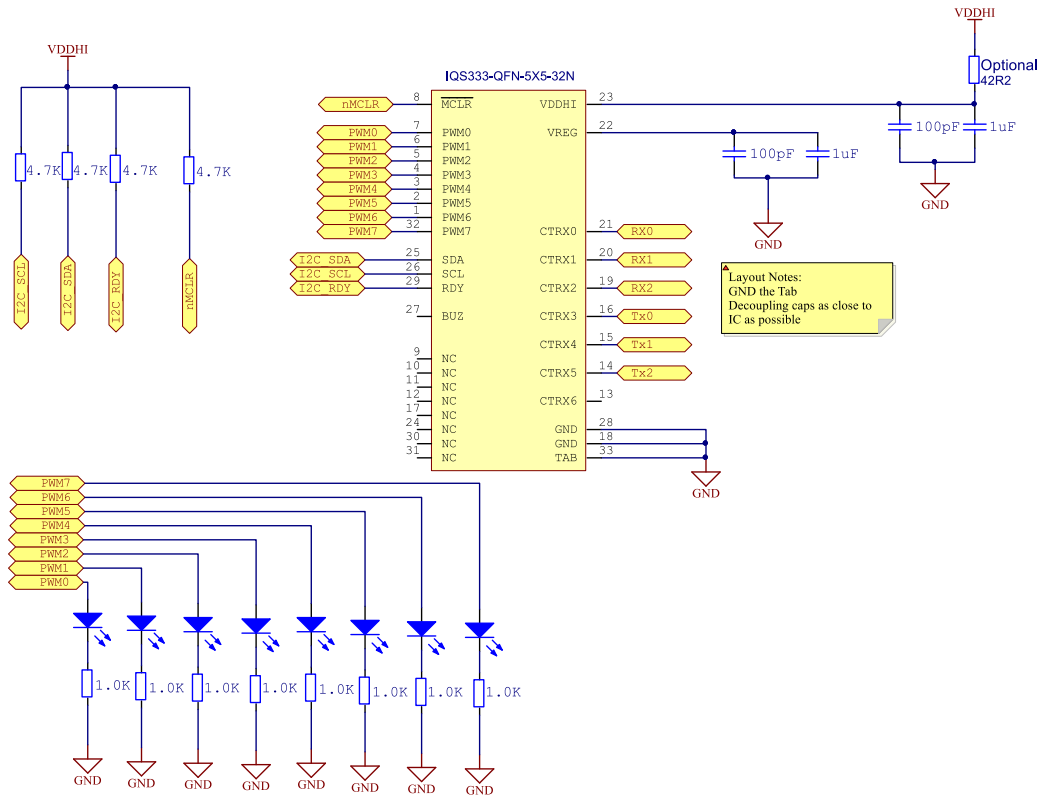 VDDHI
4.7K 4.7K 4.7K 4.7K
I2C_SCL
I2C_SDA
I2C_RDY
nMCLR
IQS333-QFN-5X5-32N
nMCLR 8 MCLR
PWM0 7 PWM0
PWM1 6 PWM1
PWM2 5 PWM2
PWM3 4 PWM3
PWM4 3 PWM4
PWM5 2 PWM5
PWM6 1 PWM6
PWM7 32 PWM7
I2C_SDA 25 SDA
I2C_SCL 26 SCL
I2C_RDY 29 RDY
27 BUZ
9 NC
10 NC
11 NC
12 NC
17 NC
24 NC
30 NC
31 NC
VDDHI 23
VREG 22
CTRX0 21 RX0
CTRX1 20 RX1
CTRX2 19 RX2
CTRX3 16 Tx0
CTRX4 15 Tx1
CTRX5 14 Tx2
CTRX6 13
GND 28
GND 18
TAB 33
GND
VDDHI
Optional
42R2
100pF 1uF
GND
100pF 1uF
GND
Layout Notes:
GND the Tab
Decoupling caps as close to
IC as possible
PWM7
PWM6
PWM5
PWM4
PWM3
PWM2
PWM1
PWM0
1.0K 1.0K 1.0K 1.0K 1.0K 1.0K 1.0K 1.0K
GND GND GND GND GND GND GND GND